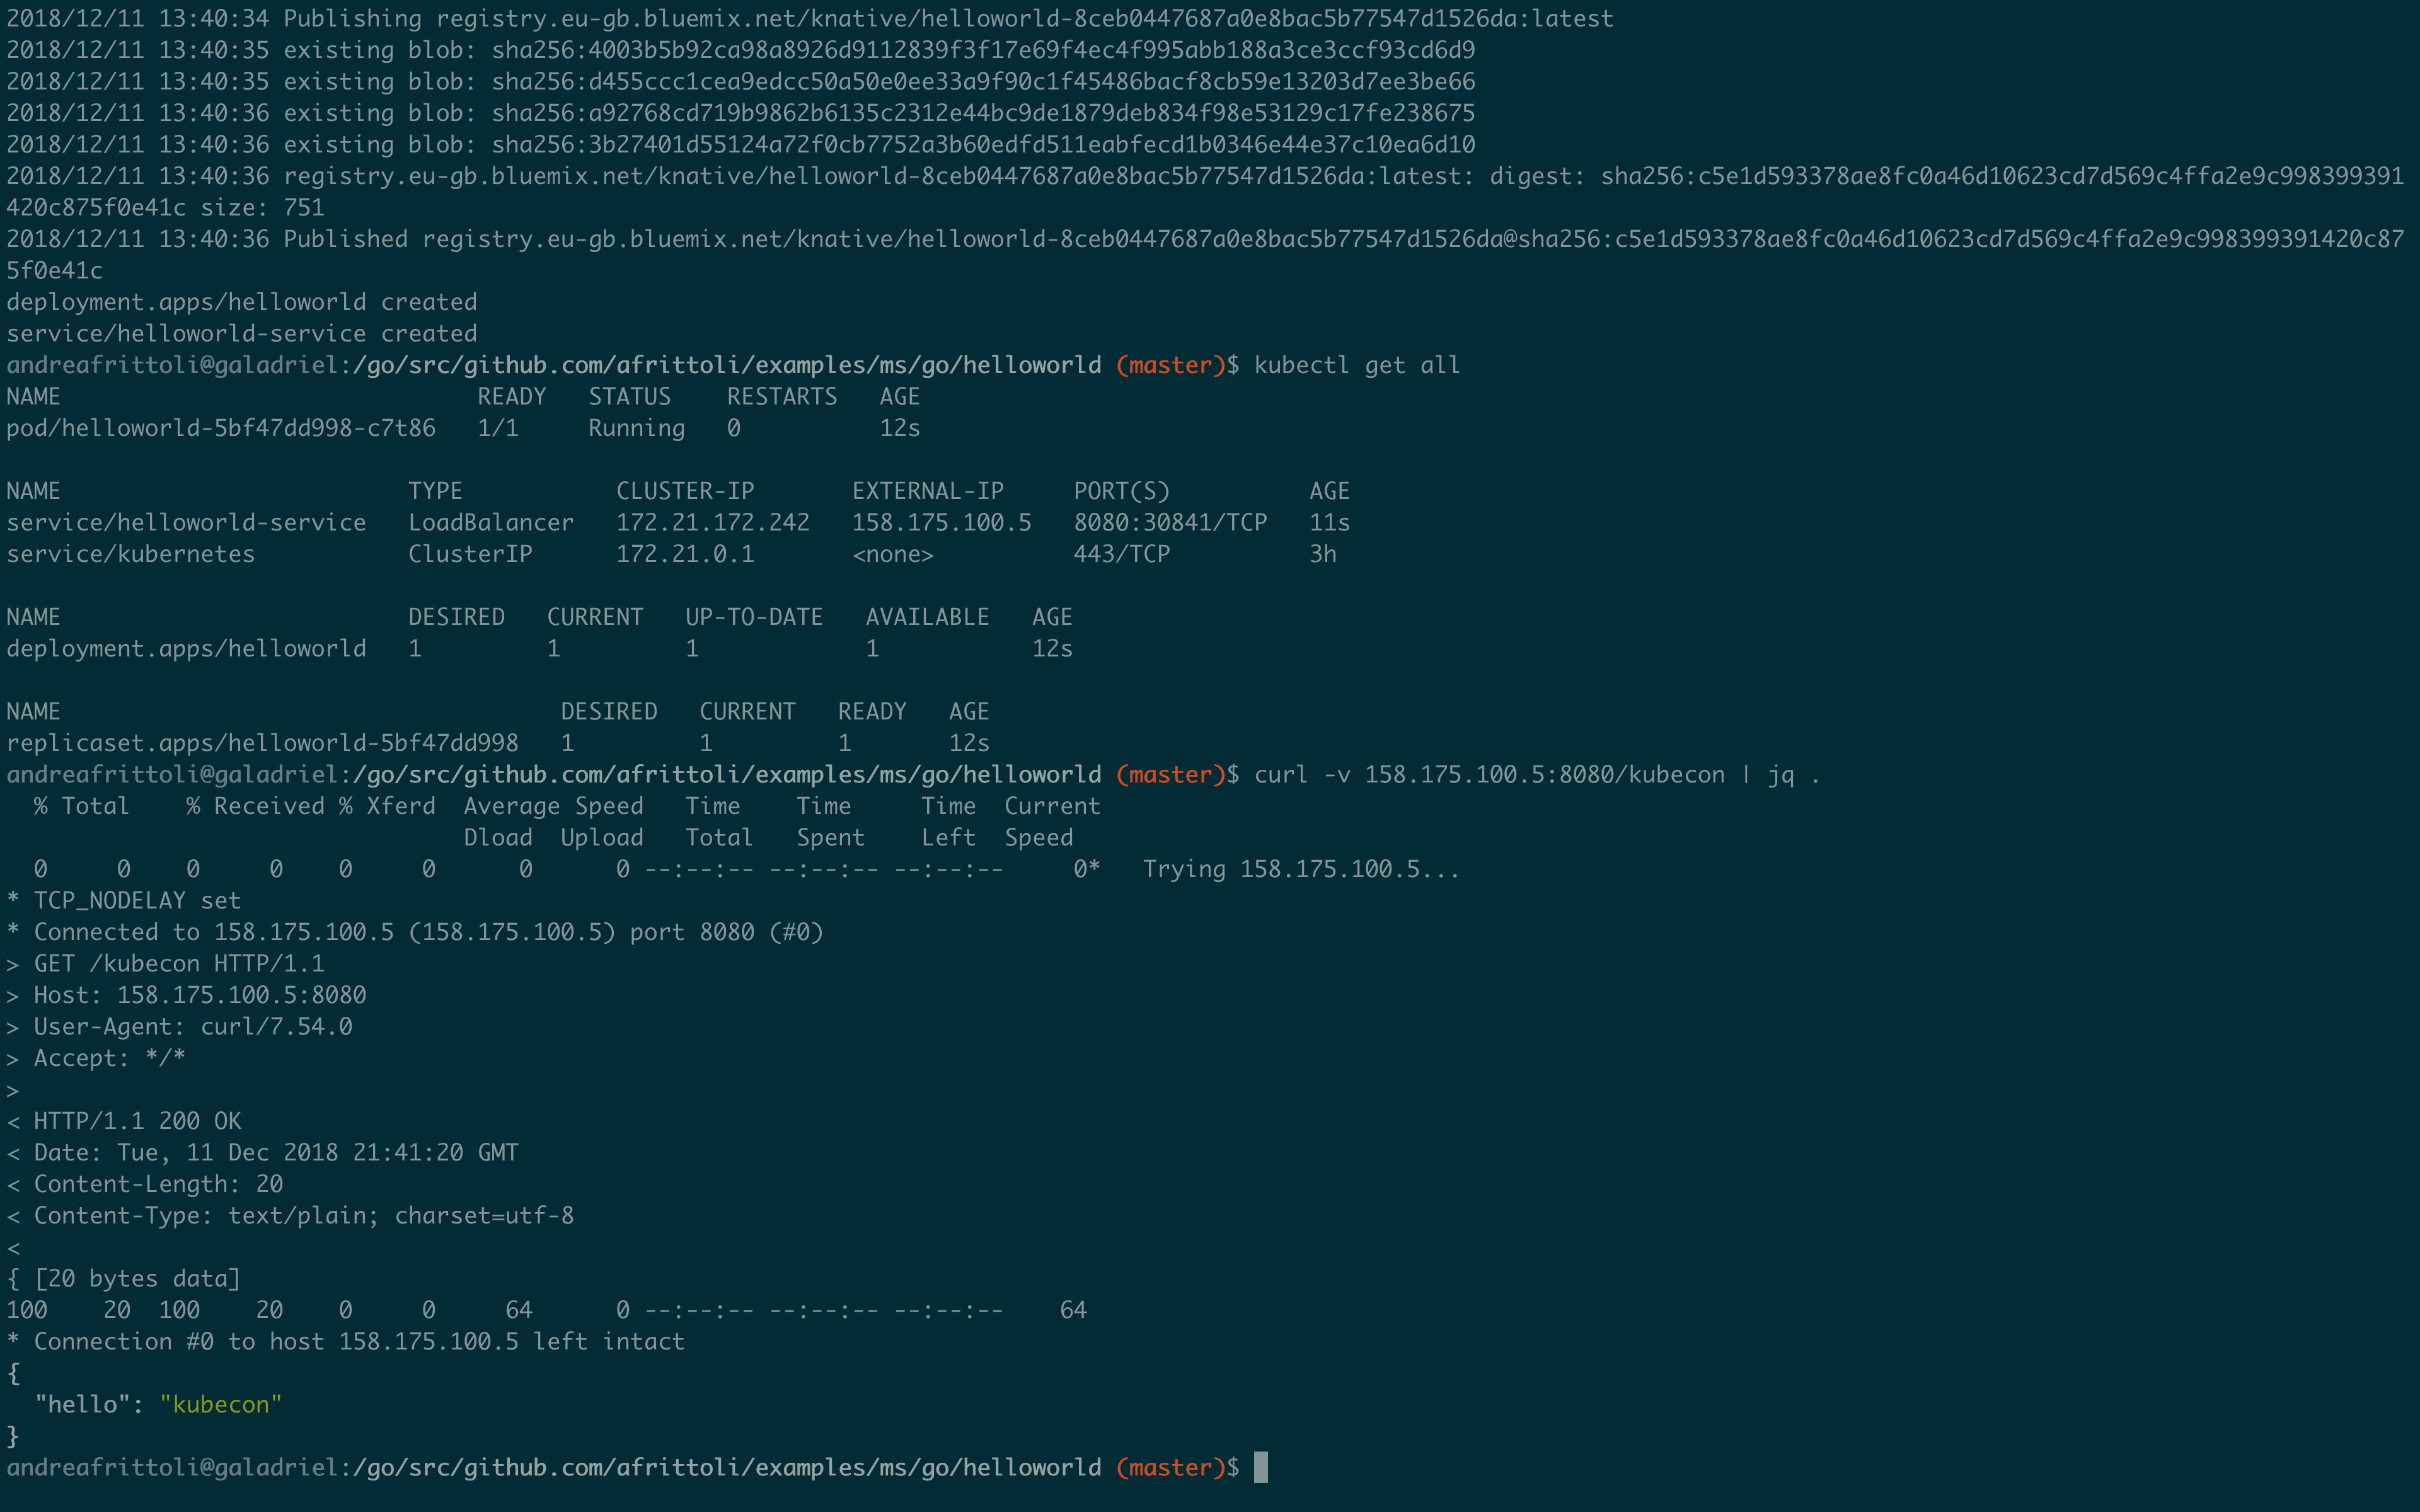 2018/12/11 13:40:34 Publishing registry.eu-gb.bluemix.net/knative/helloworld-8ceb0447687a0e8bac5b77547d1526da:latest
2018/12/11 13:40:35 existing blob: sha256:4003b5b92ca98a8926d9112839f3f17e69f4ec4f995abb188a3ce3ccf93cd6d9
2018/12/11 13:40:35 existing blob: sha256:d455ccc1cea9edcc50a50e0ee33a9f90c1f45486bacf8cb59e13203d7ee3be66
2018/12/11 13:40:36 existing blob: sha256:a92768cd719b9862b6135c2312e44bc9de1879deb834f98e53129c17fe238675
2018/12/11 13:40:36 existing blob: sha256:3b27401d55124a72f0cb7752a3b60edfd511eabfecd1b0346e44e37c10ea6d10
2018/12/11 13:40:36 registry.eu-gb.bluemix.net/knative/helloworld-8ceb0447687a0e8bac5b77547d1526da:latest: digest: sha256:c5e1d593378ae8fc0a46d10623cd7d569c4ffa2e9c998399391
420c875f0e41c size: 751
2018/12/11 13:40:36 Published registry.eu-gb.bluemix.net/knative/helloworld-8ceb0447687a0e8bac5b77547d1526da@sha256:c5e1d593378ae8fc0a46d10623cd7d569c4ffa2e9c998399391420c87
5f0e41c
deployment.apps/helloworld created
service/helloworld-service created
andreafrittoli@galadriel:/go/src/github.com/afrittoli/examples/ms/go/helloworld (master)$ kubectl get all
NAME                              READY   STATUS    RESTARTS   AGE
pod/helloworld-5bf47dd998-c7t86   1/1     Running   0          12s

NAME                         TYPE           CLUSTER-IP       EXTERNAL-IP     PORT(S)          AGE
service/helloworld-service   LoadBalancer   172.21.172.242   158.175.100.5   8080:30841/TCP   11s
service/kubernetes           ClusterIP      172.21.0.1       <none>          443/TCP          3h

NAME                         DESIRED   CURRENT   UP-TO-DATE   AVAILABLE   AGE
deployment.apps/helloworld   1         1         1            1           12s

NAME                                    DESIRED   CURRENT   READY   AGE
replicaset.apps/helloworld-5bf47dd998   1         1         1       12s
andreafrittoli@galadriel:/go/src/github.com/afrittoli/examples/ms/go/helloworld (master)$ curl -v 158.175.100.5:8080/kubecon | jq .
  % Total    % Received % Xferd  Average Speed   Time    Time     Time  Current
                                 Dload  Upload   Total   Spent    Left  Speed
  0     0    0     0    0     0      0      0 --:--:-- --:--:-- --:--:--     0*   Trying 158.175.100.5...
* TCP_NODELAY set
* Connected to 158.175.100.5 (158.175.100.5) port 8080 (#0)
> GET /kubecon HTTP/1.1
> Host: 158.175.100.5:8080
> User-Agent: curl/7.54.0
> Accept: */*
>
< HTTP/1.1 200 OK
< Date: Tue, 11 Dec 2018 21:41:20 GMT
< Content-Length: 20
< Content-Type: text/plain; charset=utf-8
<
{ [20 bytes data]
100    20  100    20    0     0     64      0 --:--:-- --:--:-- --:--:--    64
* Connection #0 to host 158.175.100.5 left intact
{
  "hello": "kubecon"
}
andreafrittoli@galadriel:/go/src/github.com/afrittoli/examples/ms/go/helloworld (master)$